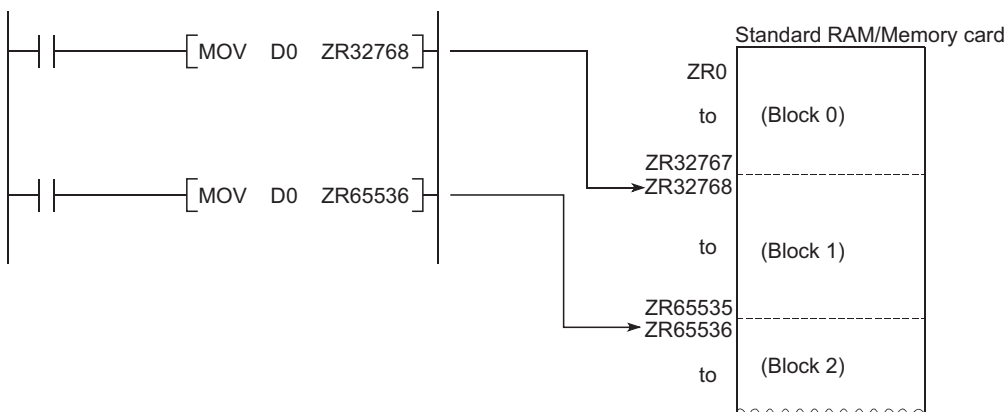 Standard RAM/Memory card
MOV D0 ZR32768
ZR0
to
(Block 0)
ZR32767
MOV D0 ZR65536
ZR32768
to
(Block 1)
ZR65535
ZR65536
to
(Block 2)